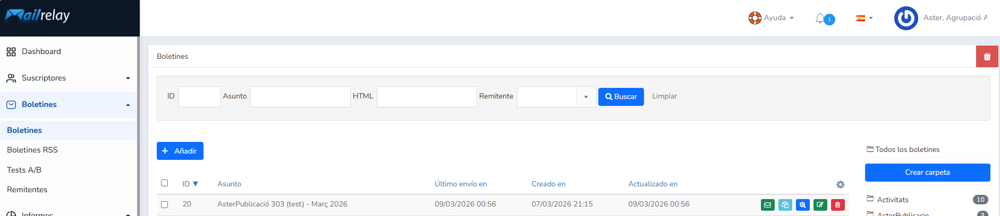 Mailrelay
Ayuda
1
Aster, Agrupació A
Dashboard
Suscriptores
Boletines
Boletines
Boletines RSS
Tests A/B
Remitentes
Informes
Boletines
ID Asunto HTML Remitente Buscar Limpiar
+ Añadir
ID ▼ Asunto Último envío en Creado en Actualizado en
20 AsterPublicació 303 (test) - Març 2026 09/03/2026 00:56 07/03/2026 21:15 09/03/2026 00:56
Todos los boletines
Crear carpeta
Activitats 10
AsterPublicacio 3